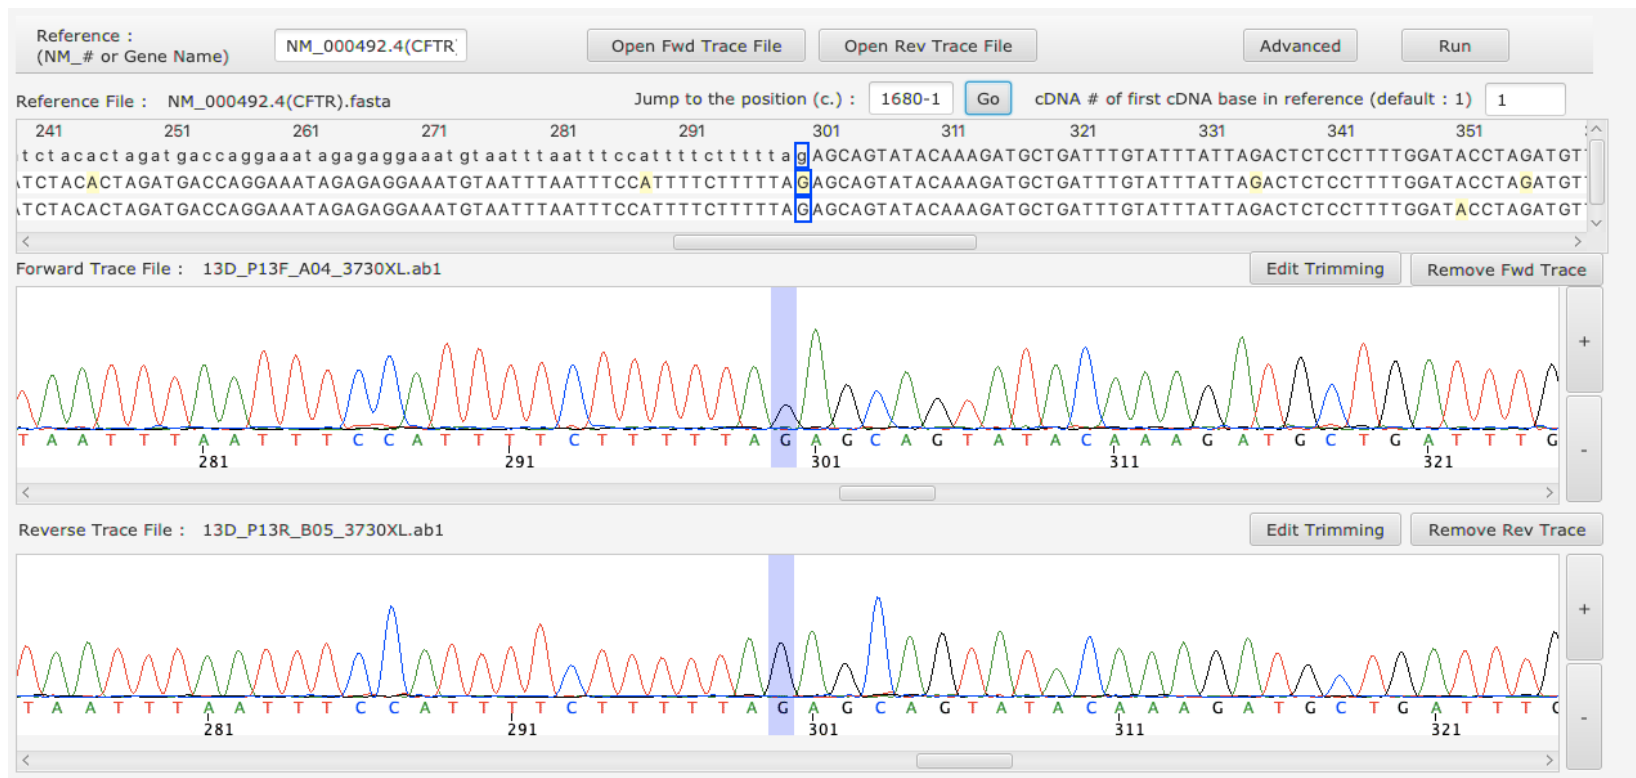 Reference :
(NM_# or Gene Name)
NM_000492.4(CFTR)
Open Fwd Trace File
Open Rev Trace File
Advanced
Run
Reference File : NM_000492.4(CFTR).fasta
Jump to the position (c.) :
1680-1
Go
cDNA # of first cDNA base in reference (default : 1)
1
241 251 261 271 281 291 301 311 321 331 341 351
tctacactagatgaccaggaaatagagaggaaatgtaatttaatttccattttctttttagAGCAGTATACAAAGATGCTGATTTGTATTTATTAGACTCTCCTTTTGGATACCTAGATGT
ATCTACACTAGATGACCAGGAAATAGAGAGGAAATGTAATTTAATTTCCATTTTCTTTTTAGAGCAGTATACAAAGATGCTGATTTGTATTTATTAGACTCTCCTTTTGGATACCTAGATGT
ATCTACACTAGATGACCAGGAAATAGAGAGGAAATGTAATTTAATTTCCATTTTCTTTTTAGAGCAGTATACAAAGATGCTGATTTGTATTTATTAGACTCTCCTTTTGGATACCTAGATGT
Forward Trace File : 13D_P13F_A04_3730XL.ab1
Edit Trimming
Remove Fwd Trace
+
T A A T T T A A T T T C C A T T T T C T T T T T A G A G C A G T A T A C A A A G A T G C T G A T T T G
281 291 301 311 321
-
Reverse Trace File : 13D_P13R_B05_3730XL.ab1
Edit Trimming
Remove Rev Trace
+
T A A T T T A A T T T C C A T T T T C T T T T T A G A G C A G T A T A C A A A G A T G C T G A T T T
281 291 301 311 321
-